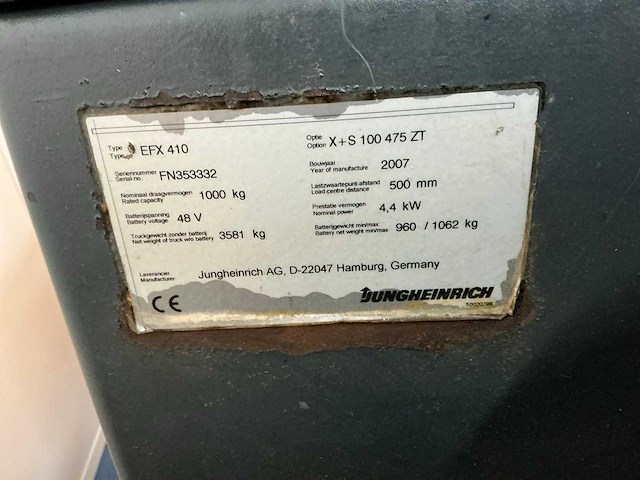 Type EFX 410
Type
Optie X+S 100 475 ZT
Option
Serienummer FN353332
Serial-no.
Bouwjaar 2007
Year of manufacture
Nominaal draagvermogen 1000 kg
Rated capacity
Lastzwaartepunt afstand 500 mm
Load centre distance
Batterijspanning 48 V
Battery voltage
Prestatie vermogen 4,4 kW
Nominal power
Truckgewicht zonder batterij 3581 kg
Net weight of truck w/o battery
Batterijgewicht min/max 960 / 1062 kg
Battery net weight min/max
Leverancier Jungheinrich AG, D-22047 Hamburg, Germany
Manufacturer
CE
JUNGHEINRICH